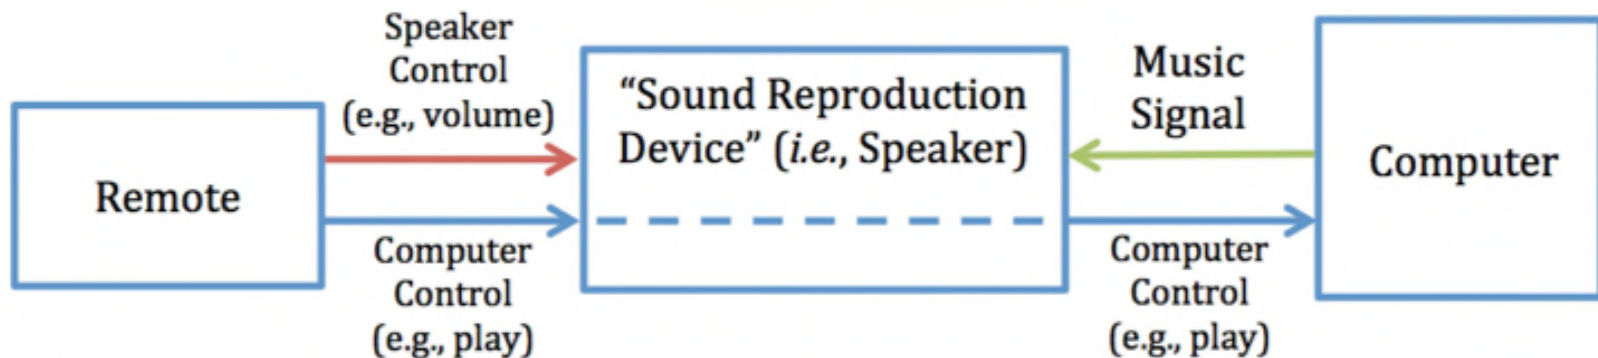 Remote
Speaker
Control
(e.g., volume)
Computer
Control
(e.g., play)
“Sound Reproduction
Device” (i.e., Speaker)
Music
Signal
Computer
Control
(e.g., play)
Computer